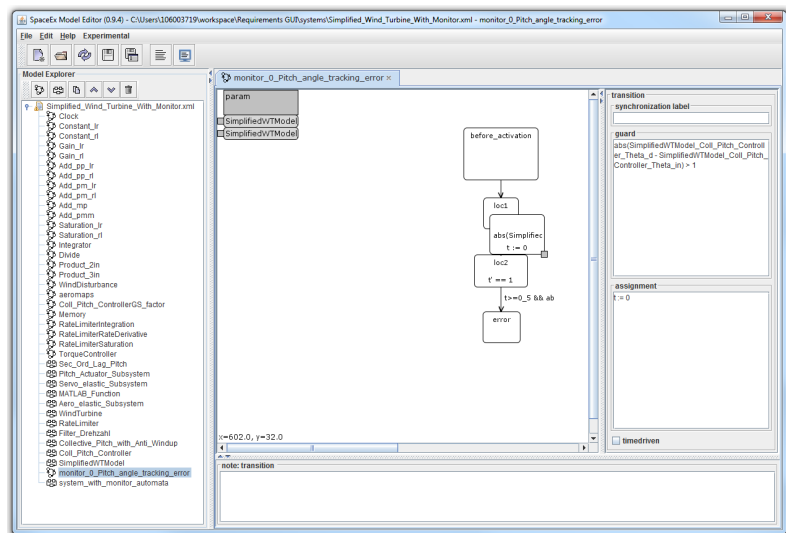 SpaceEx Model Editor (0.9.4) - C:\Users\106003719\workspace\Requirements GUI\systems\Simplified_Wind_Turbine_With_Monitor.xml - monitor_0_Pitch_angle_tracking_error
File Edit Help Experimental
Model Explorer
Simplified_Wind_Turbine_With_Monitor.xml
Clock
Constant_lr
Constant_rl
Gain_lr
Gain_rl
Add_pp_lr
Add_pp_rl
Add_pm_lr
Add_pm_rl
Add_mp
Add_pmm
Saturation_lr
Saturation_rl
Integrator
Divide
Product_2in
Product_3in
WindDisturbance
aeromaps
Coll_Pitch_ControllerGS_factor
Memory
RateLimiterIntegration
RateLimiterRateDerivative
RateLimiterSaturation
TorqueController
Sec_Ord_Lag_Pitch
Pitch_Actuator_Subsystem
Servo_elastic_Subsystem
MATLAB_Function
Aero_elastic_Subsystem
WindTurbine
RateLimiter
Filter_Drehzahl
Collective_Pitch_with_Anti_Windup
Coll_Pitch_Controller
SimplifiedWTModel
monitor_0_Pitch_angle_tracking_error
system_with_monitor_automata
monitor_0_Pitch_angle_tracking_error ×
param
SimplifiedWTModel
SimplifiedWTModel
before_activation
loc1
abs(Simplifiec
t := 0
loc2
t' == 1
t>=0_5 && ab
error
x=602.0, y=32.0
transition
synchronization label
guard
abs(SimplifiedWTModel_Coll_Pitch_Controll
er_Theta_d - SimplifiedWTModel_Coll_Pitch_
Controller_Theta_in) > 1
assignment
t := 0
timedriven
note: transition